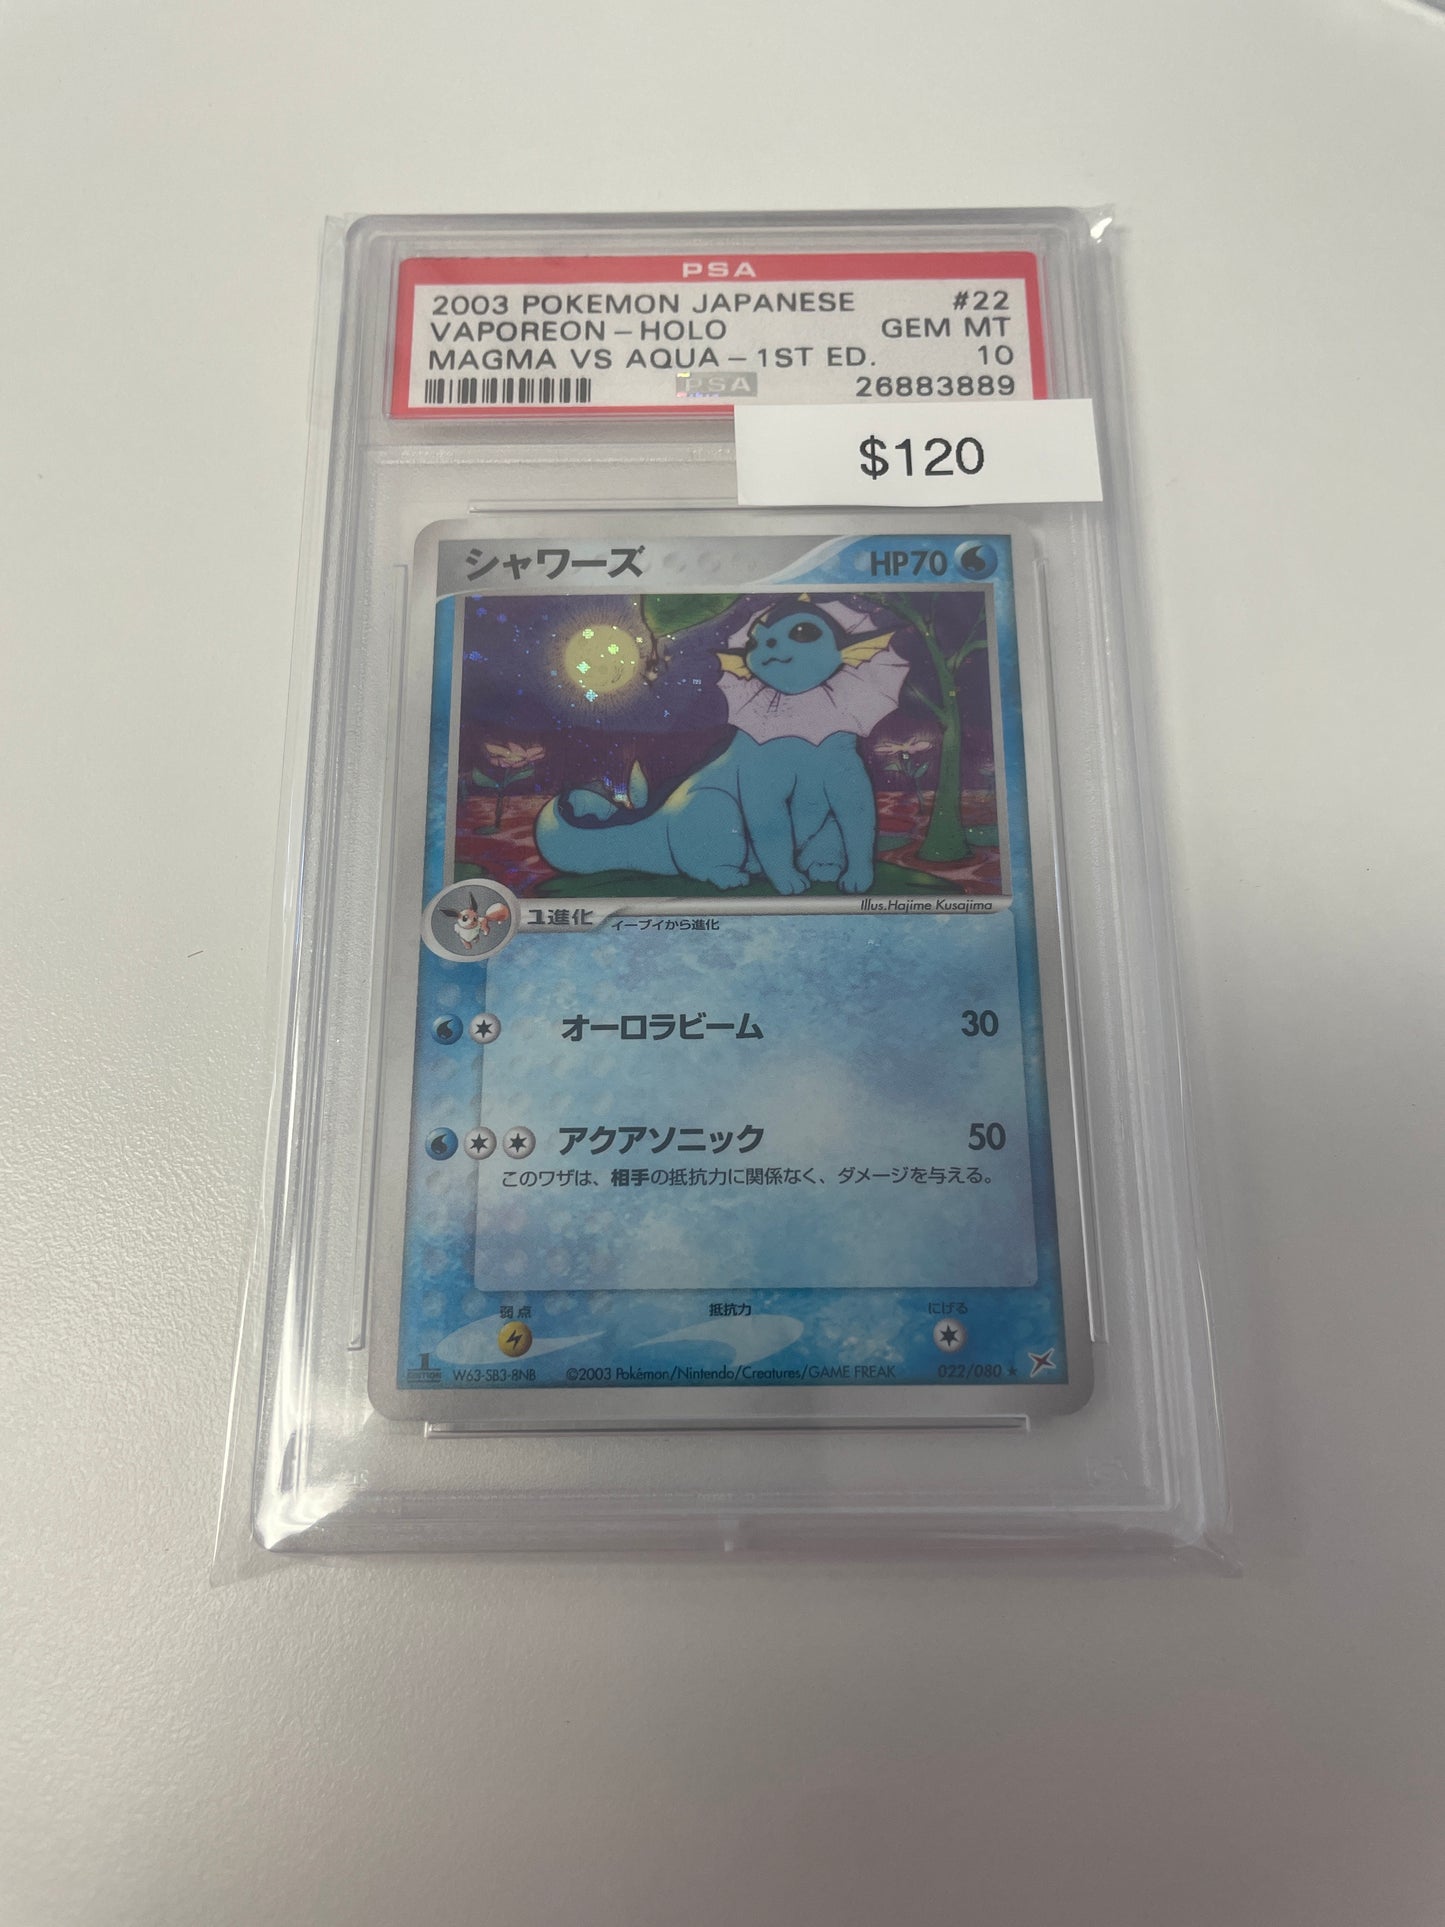 PSA
2003 POKEMON JAPANESE #22
VAPOREON - HOLO GEM MT
MAGMA VS AQUA - 1ST ED. 10
PSA 26883889
$120
シャワーズ HP70
Illus. Hajime Kusajima
1進化 イーブイから進化
オーロラビーム 30
アクアソニック 50
このワザは、相手の抵抗力に関係なく、ダメージを与える。
弱点 抵抗力 にげる
1 EDITION W63-5B3-8NB ©2003 Pokémon/Nintendo/Creatures/GAME FREAK 022/080 ★